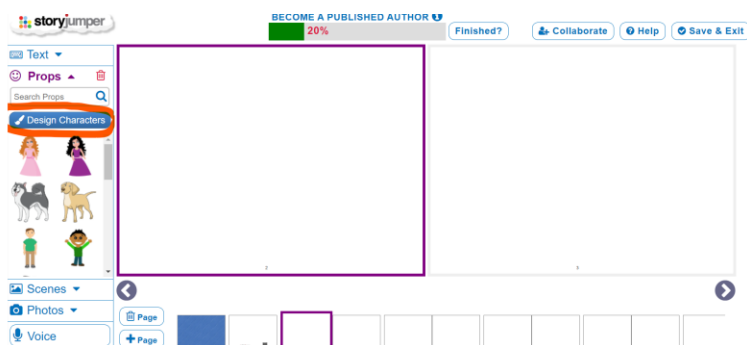 storyjumper
BECOME A PUBLISHED AUTHOR
20%
Finished?
Collaborate
Help
Save & Exit
Text
Props
Search Props
Design Characters
Scenes
Photos
Voice
Page
Page